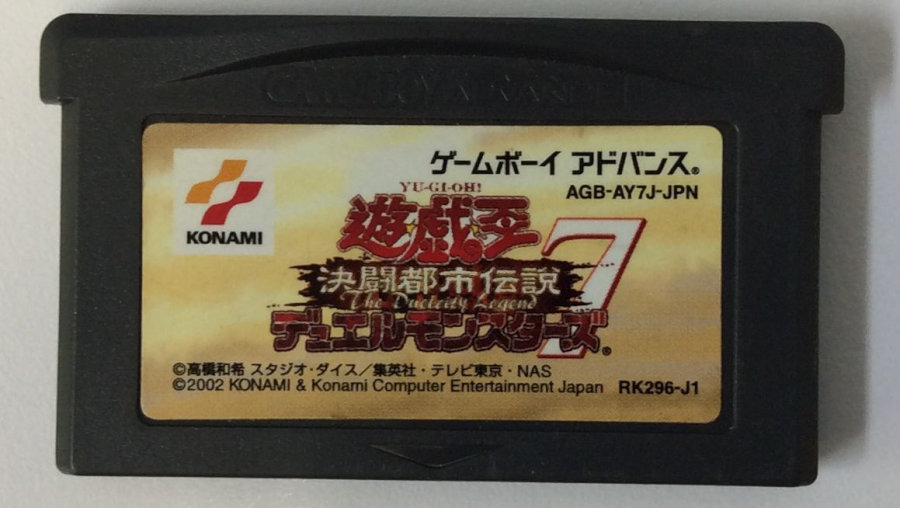 GAME BOY ADVANCE
ゲームボーイ アドバンス®
AGB-AY7J-JPN
KONAMI
YU-GI-OH!
遊☆戯☆王
7
決闘都市伝説
The Duelcity Legend
デュエルモンスターズ®
©高橋和希 スタジオ・ダイス／集英社・テレビ東京・NAS
©2002 KONAMI & Konami Computer Entertainment Japan RK296-J1